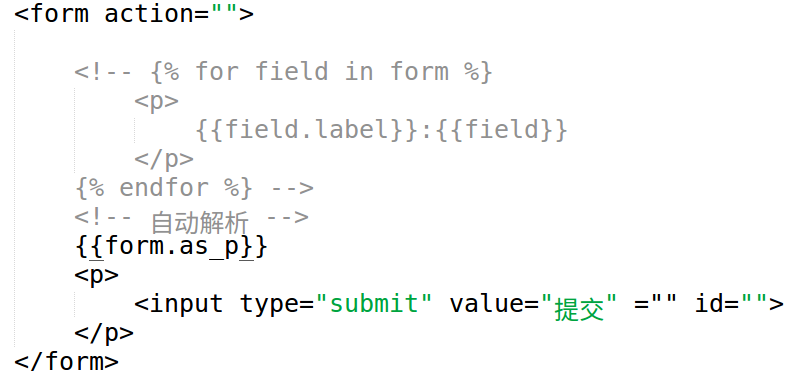 <form action="">
<!-- {% for field in form %}
<p>
{{field.label}}:{{field}}
</p>
{% endfor %} -->
<!-- 自动解析 -->
{{form.as_p}}
<p>
<input type="submit" value="提交" ="" id="">
</p>
</form>